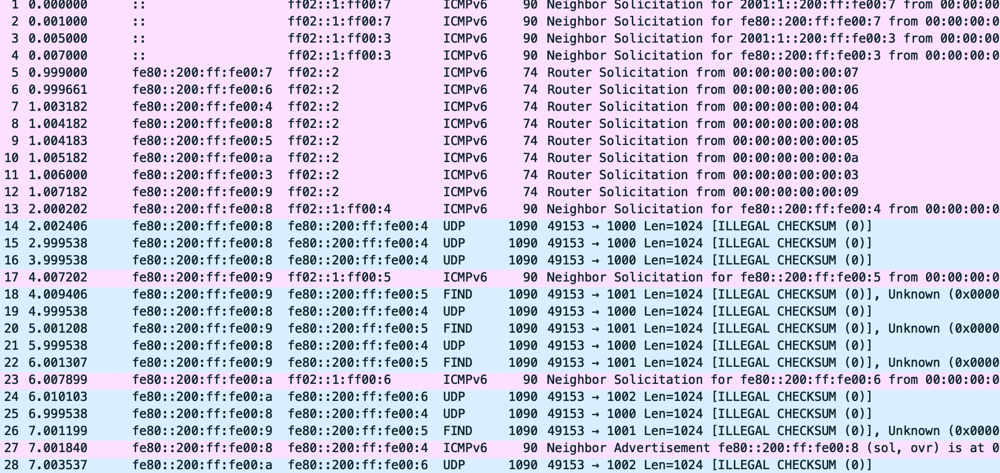 1 0.000000 :: ff02::1:ff00:7 ICMPv6 90 Neighbor Solicitation for 2001:1::200:ff:fe00:7 from 00:00:00
2 0.001000 :: ff02::1:ff00:7 ICMPv6 90 Neighbor Solicitation for fe80::200:ff:fe00:7 from 00:00:00:0
3 0.005000 :: ff02::1:ff00:3 ICMPv6 90 Neighbor Solicitation for 2001:1::200:ff:fe00:3 from 00:00:00
4 0.007000 :: ff02::1:ff00:3 ICMPv6 90 Neighbor Solicitation for fe80::200:ff:fe00:3 from 00:00:00:0
5 0.999000 fe80::200:ff:fe00:7 ff02::2 ICMPv6 74 Router Solicitation from 00:00:00:00:00:07
6 0.999661 fe80::200:ff:fe00:6 ff02::2 ICMPv6 74 Router Solicitation from 00:00:00:00:00:06
7 1.003182 fe80::200:ff:fe00:4 ff02::2 ICMPv6 74 Router Solicitation from 00:00:00:00:00:04
8 1.004182 fe80::200:ff:fe00:8 ff02::2 ICMPv6 74 Router Solicitation from 00:00:00:00:00:08
9 1.004183 fe80::200:ff:fe00:5 ff02::2 ICMPv6 74 Router Solicitation from 00:00:00:00:00:05
10 1.005182 fe80::200:ff:fe00:a ff02::2 ICMPv6 74 Router Solicitation from 00:00:00:00:00:0a
11 1.006000 fe80::200:ff:fe00:3 ff02::2 ICMPv6 74 Router Solicitation from 00:00:00:00:00:03
12 1.007182 fe80::200:ff:fe00:9 ff02::2 ICMPv6 74 Router Solicitation from 00:00:00:00:00:09
13 2.000202 fe80::200:ff:fe00:8 ff02::1:ff00:4 ICMPv6 90 Neighbor Solicitation for fe80::200:ff:fe00:4 from 00:00:00:0
14 2.002406 fe80::200:ff:fe00:8 fe80::200:ff:fe00:4 UDP 1090 49153 → 1000 Len=1024 [ILLEGAL CHECKSUM (0)]
15 2.999538 fe80::200:ff:fe00:8 fe80::200:ff:fe00:4 UDP 1090 49153 → 1000 Len=1024 [ILLEGAL CHECKSUM (0)]
16 3.999538 fe80::200:ff:fe00:8 fe80::200:ff:fe00:4 UDP 1090 49153 → 1000 Len=1024 [ILLEGAL CHECKSUM (0)]
17 4.007202 fe80::200:ff:fe00:9 ff02::1:ff00:5 ICMPv6 90 Neighbor Solicitation for fe80::200:ff:fe00:5 from 00:00:00:0
18 4.009406 fe80::200:ff:fe00:9 fe80::200:ff:fe00:5 FIND 1090 49153 → 1001 Len=1024 [ILLEGAL CHECKSUM (0)], Unknown (0x0000
19 4.999538 fe80::200:ff:fe00:8 fe80::200:ff:fe00:4 UDP 1090 49153 → 1000 Len=1024 [ILLEGAL CHECKSUM (0)]
20 5.001208 fe80::200:ff:fe00:9 fe80::200:ff:fe00:5 FIND 1090 49153 → 1001 Len=1024 [ILLEGAL CHECKSUM (0)], Unknown (0x0000
21 5.999538 fe80::200:ff:fe00:8 fe80::200:ff:fe00:4 UDP 1090 49153 → 1000 Len=1024 [ILLEGAL CHECKSUM (0)]
22 6.001307 fe80::200:ff:fe00:9 fe80::200:ff:fe00:5 FIND 1090 49153 → 1001 Len=1024 [ILLEGAL CHECKSUM (0)], Unknown (0x0000
23 6.007899 fe80::200:ff:fe00:a ff02::1:ff00:6 ICMPv6 90 Neighbor Solicitation for fe80::200:ff:fe00:6 from 00:00:00:0
24 6.010103 fe80::200:ff:fe00:a fe80::200:ff:fe00:6 UDP 1090 49153 → 1002 Len=1024 [ILLEGAL CHECKSUM (0)]
25 6.999538 fe80::200:ff:fe00:8 fe80::200:ff:fe00:4 UDP 1090 49153 → 1000 Len=1024 [ILLEGAL CHECKSUM (0)]
26 7.001199 fe80::200:ff:fe00:9 fe80::200:ff:fe00:5 FIND 1090 49153 → 1001 Len=1024 [ILLEGAL CHECKSUM (0)], Unknown (0x0000
27 7.001840 fe80::200:ff:fe00:8 fe80::200:ff:fe00:4 ICMPv6 90 Neighbor Advertisement fe80::200:ff:fe00:8 (sol, ovr) is at 0
28 7.003537 fe80::200:ff:fe00:a fe80::200:ff:fe00:6 UDP 1090 49153 → 1002 Len=1024 [ILLEGAL CHECKSUM (0)]